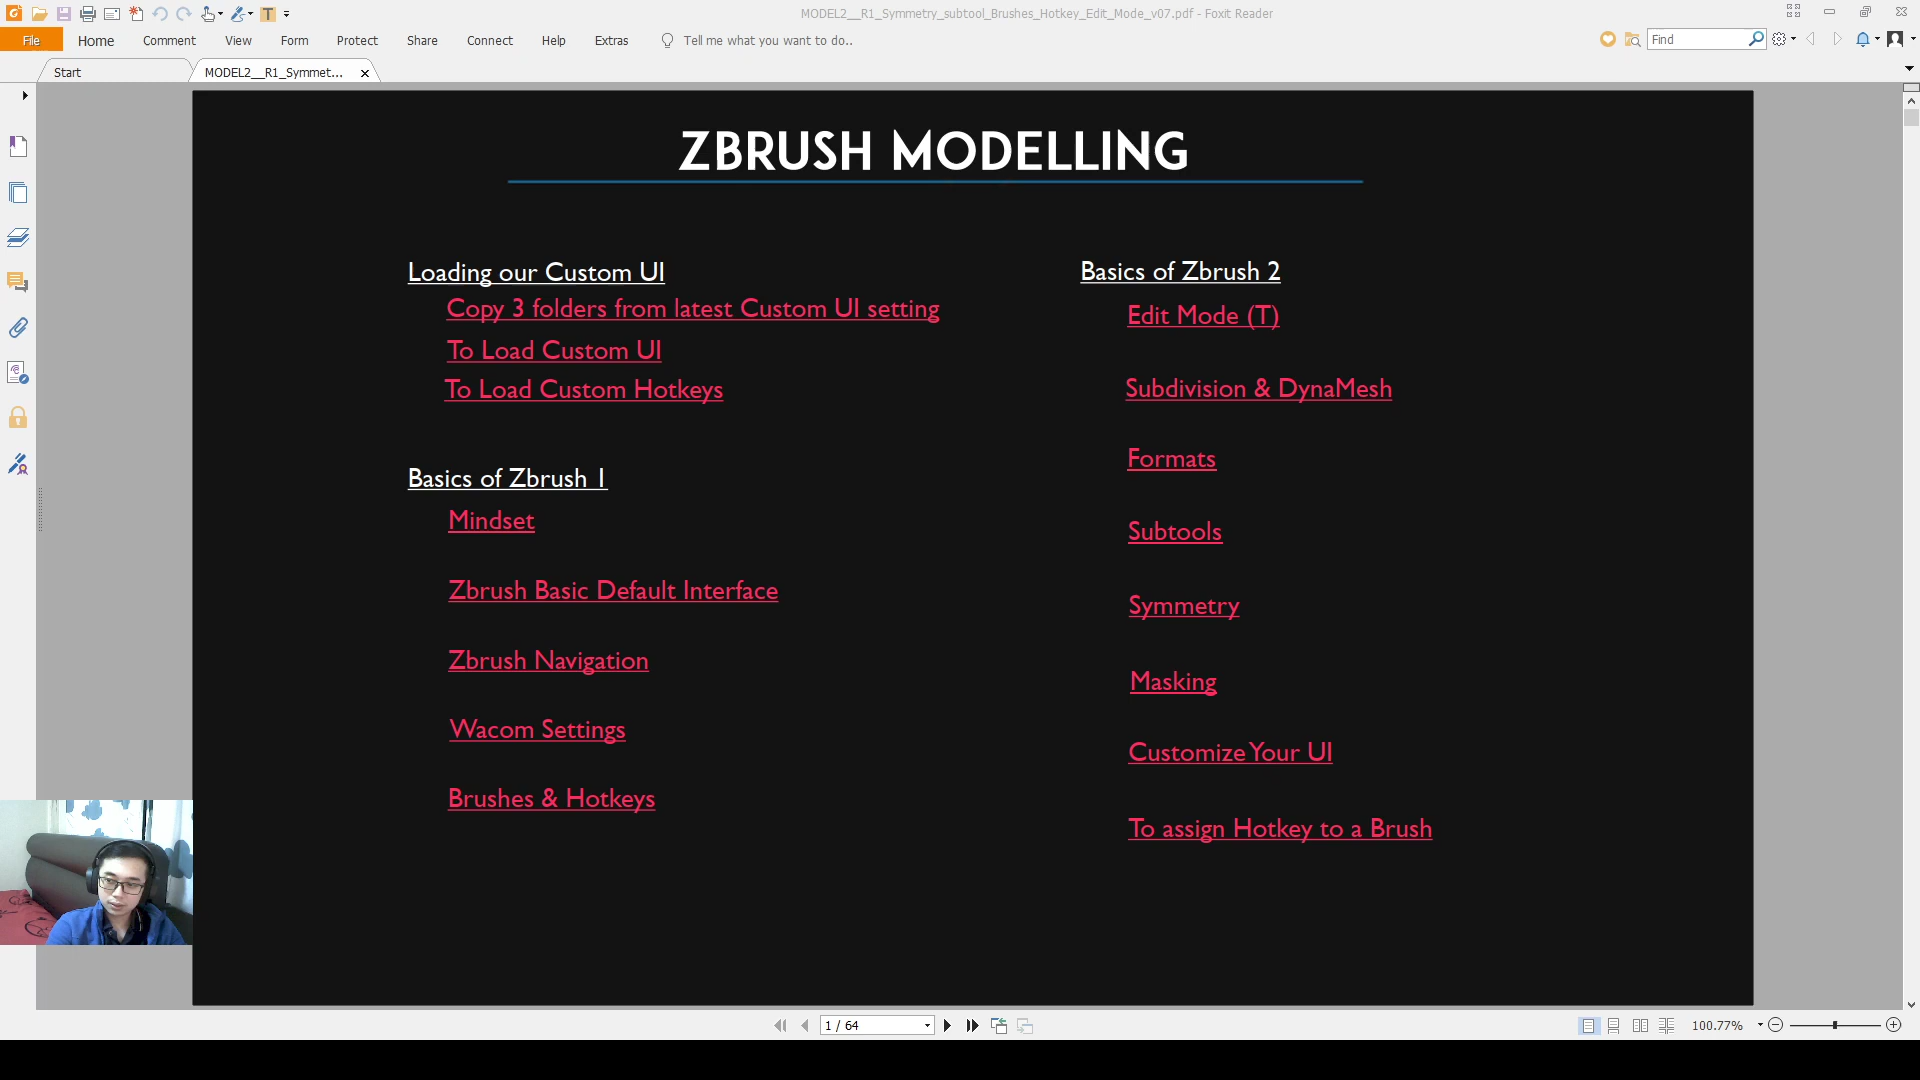 MODEL2__R1_Symmetry_subtool_Brushes_Hotkey_Edit_Mode_v07.pdf - Foxit Reader
File Home Comment View Form Protect Share Connect Help Extras Tell me what you want to do..
Find
Start
MODEL2__R1_Symmet...
ZBRUSH MODELLING
Loading our Custom UI
Copy 3 folders from latest Custom UI setting
To Load Custom UI
To Load Custom Hotkeys
Basics of Zbrush 1
Mindset
Zbrush Basic Default Interface
Zbrush Navigation
Wacom Settings
Brushes & Hotkeys
Basics of Zbrush 2
Edit Mode (T)
Subdivision & DynaMesh
Formats
Subtools
Symmetry
Masking
Customize Your UI
To assign Hotkey to a Brush
1 / 64
100.77%